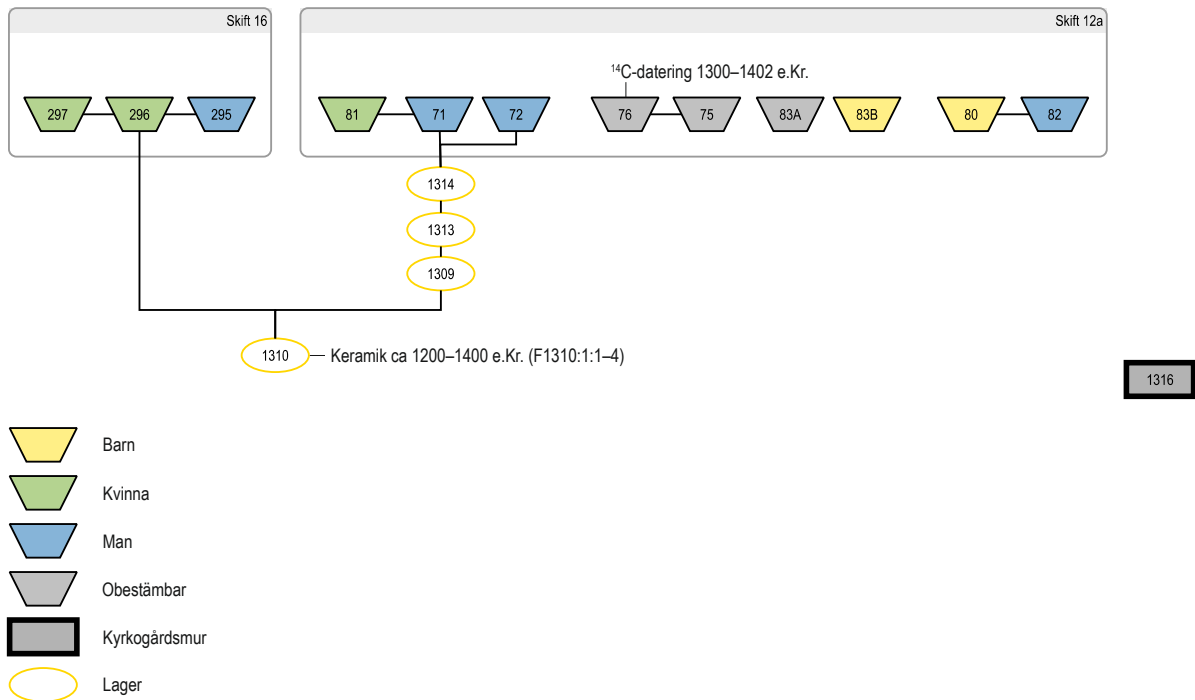 Skift 16
Skift 12a
¹⁴C-datering 1300–1402 e.Kr.
297 296 295 81 71 72 76 75 83A 83B 80 82
1314
1313
1309
1310 Keramik ca 1200–1400 e.Kr. (F1310:1:1–4)
1316
Barn
Kvinna
Man
Obestämbar
Kyrkogårdsmur
Lager